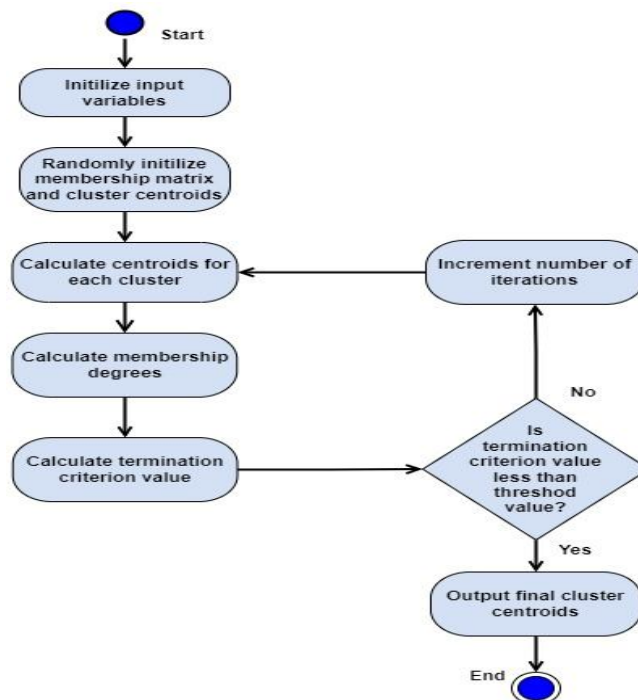 Start
Initilize input
variables
Randomly initilize
membership matrix
and cluster centroids
Calculate centroids for
each cluster
Increment number of
iterations
Calculate membership
degrees
No
Calculate termination
criterion value
Is
termination
criterion value
less than
threshod
value?
Yes
Output final cluster
centroids
End